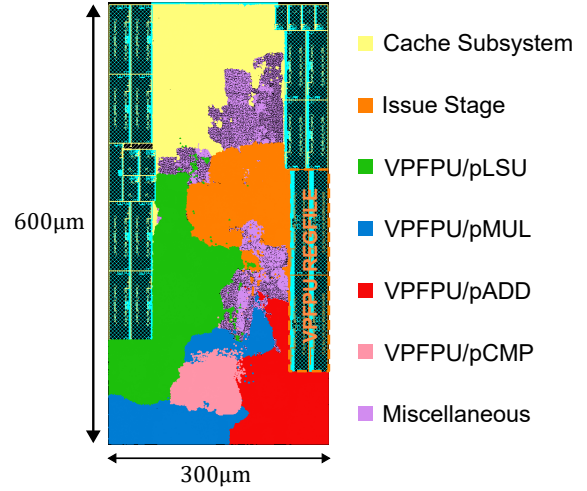 Cache Subsystem
Issue Stage
VPFPU/pLSU
VPFPU/pMUL
VPFPU/pADD
VPFPU/pCMP
Miscellaneous
600μm
VPFPU REGFILE
300μm